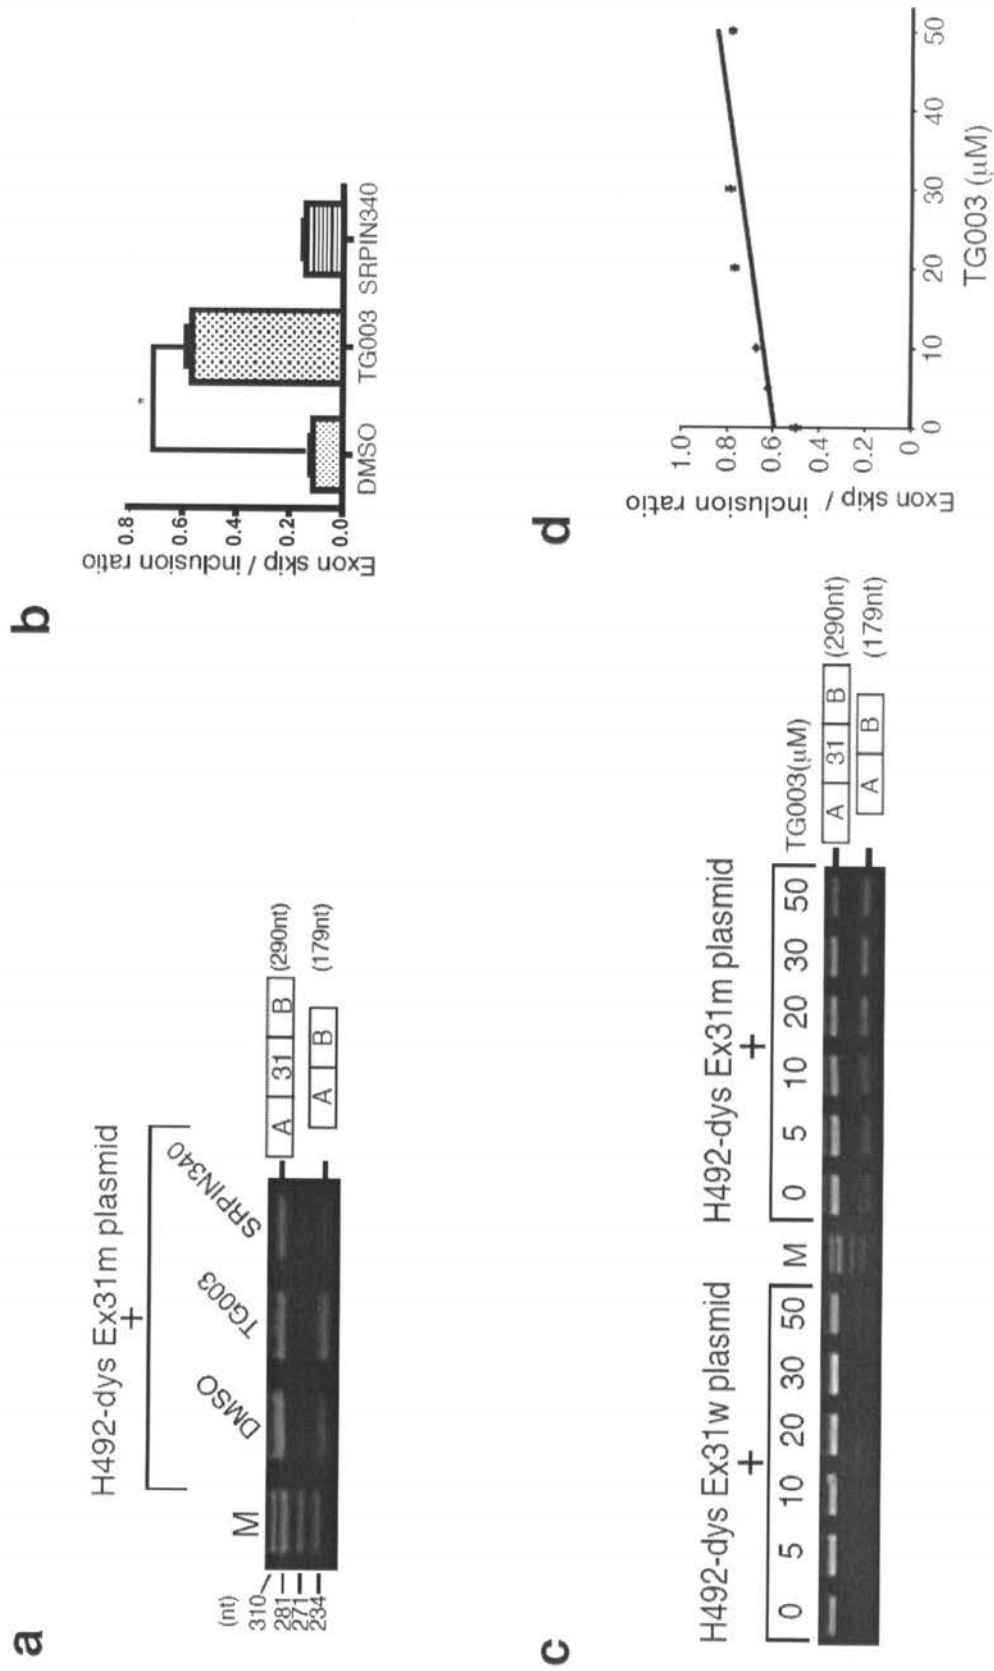 a
H492-dys Ex31m plasmid
+
M
DMSO
TG003
SRPIN340
(nt)
310
281
271
234
A 31 B (290nt)
A B (179nt)
b
Exon skip / inclusion ratio
0.8
0.6
0.4
0.2
0.0
*
DMSO TG003 SRPIN340
c
H492-dys Ex31w plasmid
+
0 5 10 20 30 50
M
H492-dys Ex31m plasmid
+
0 5 10 20 30 50
TG003(μM)
A 31 B (290nt)
A B (179nt)
d
Exon skip / inclusion ratio
1.0
0.8
0.6
0.4
0.2
0
0 10 20 30 40 50
TG003 (μM)